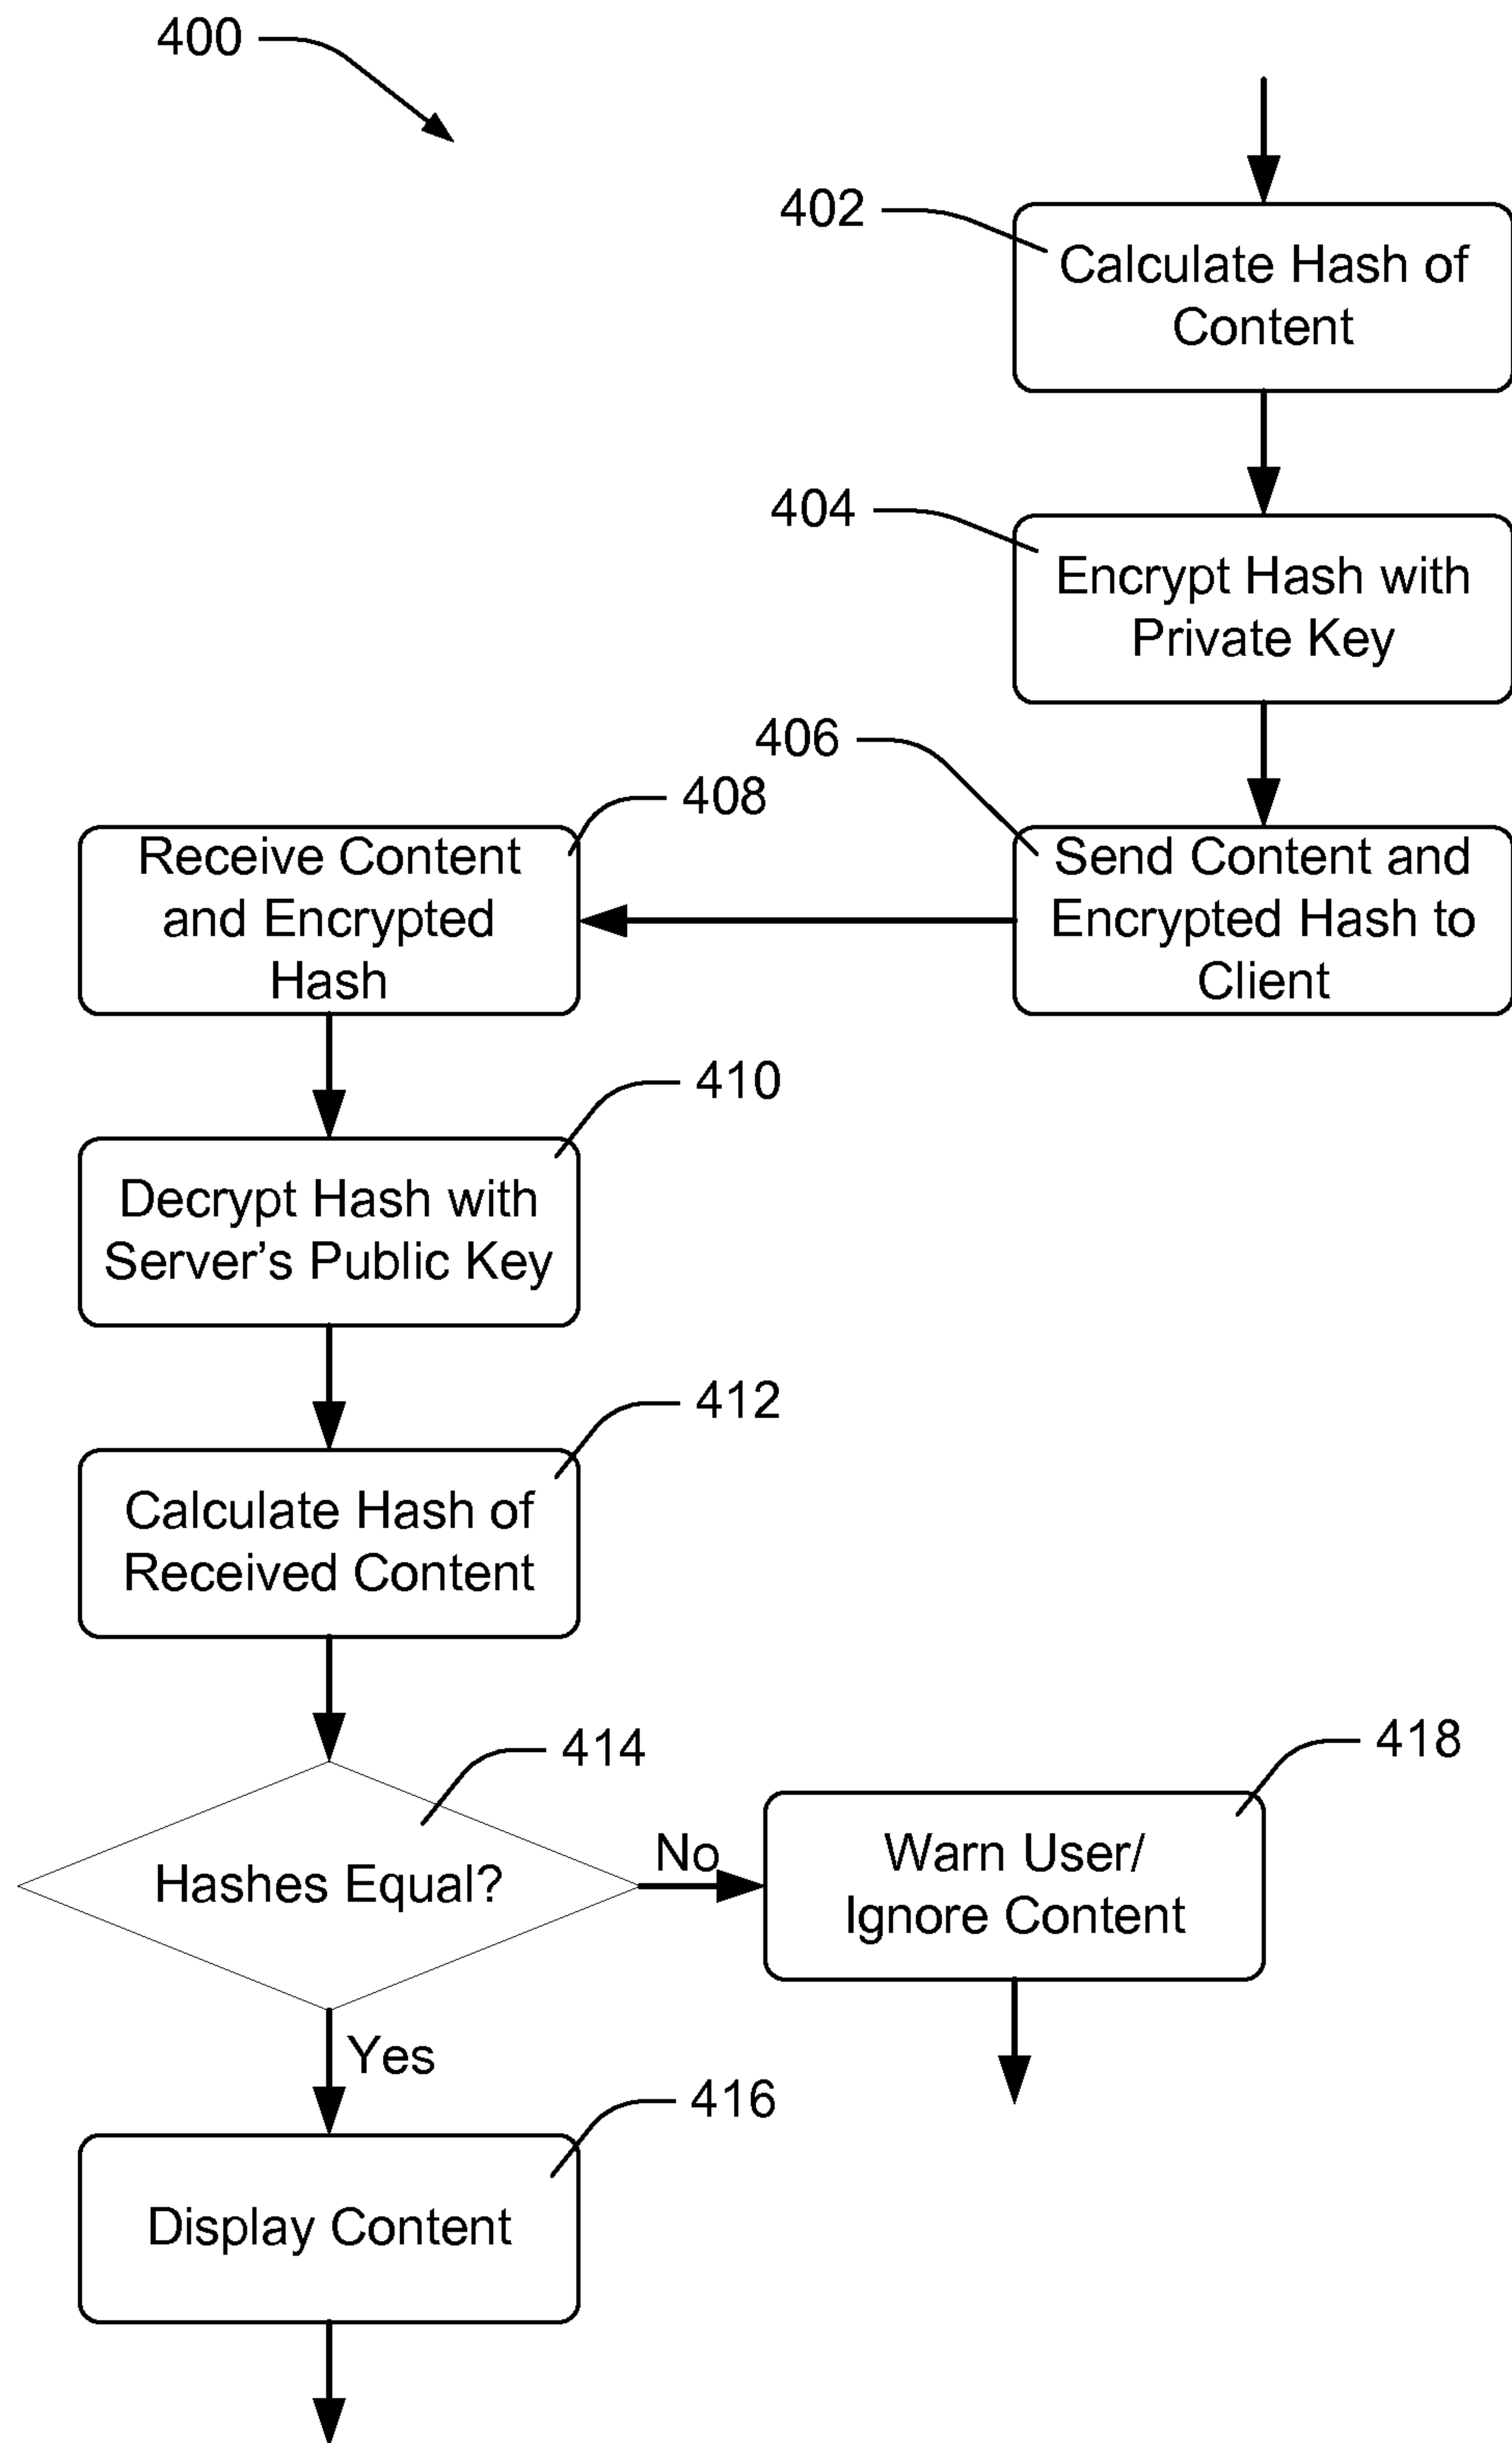 400
402
Calculate Hash of
Content
404
Encrypt Hash with
Private Key
406
Send Content and
Encrypted Hash to
Client
408
Receive Content
and Encrypted
Hash
410
Decrypt Hash with
Server’s Public Key
412
Calculate Hash of
Received Content
414
Hashes Equal?
No
418
Warn User/
Ignore Content
Yes
416
Display Content